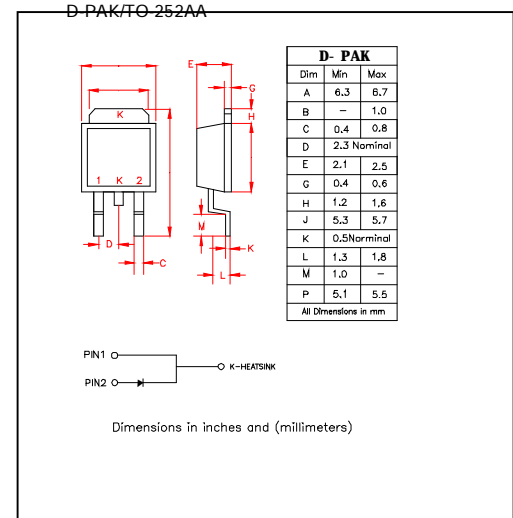 D-PAK/TO-252AA
D- PAK
Dim Min Max
A 6.3 6.7
B – 1.0
C 0.4 0.8
D 2.3 Nominal
E 2.1 2.5
G 0.4 0.6
H 1.2 1.6
J 5.3 5.7
K 0.5Norminal
L 1.3 1.8
M 1.0 –
P 5.1 5.5
All Dimensions in mm
K
1 K 2
D
C
E
G
H
M
K
L
PIN1
K-HEATSINK
PIN2
Dimensions in inches and (millimeters)